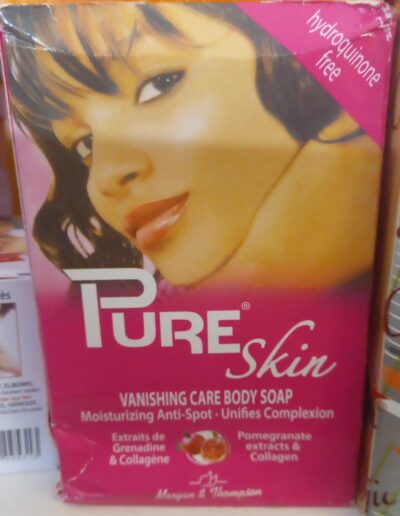 hydroquinone
free
PURE®
Skin
VANISHING CARE BODY SOAP
Moisturizing Anti-Spot · Unifies Complexion
Extraits de
Grenadine
& Collagène
Pomegranate
extracts &
Collagen
Morgan & Thompson